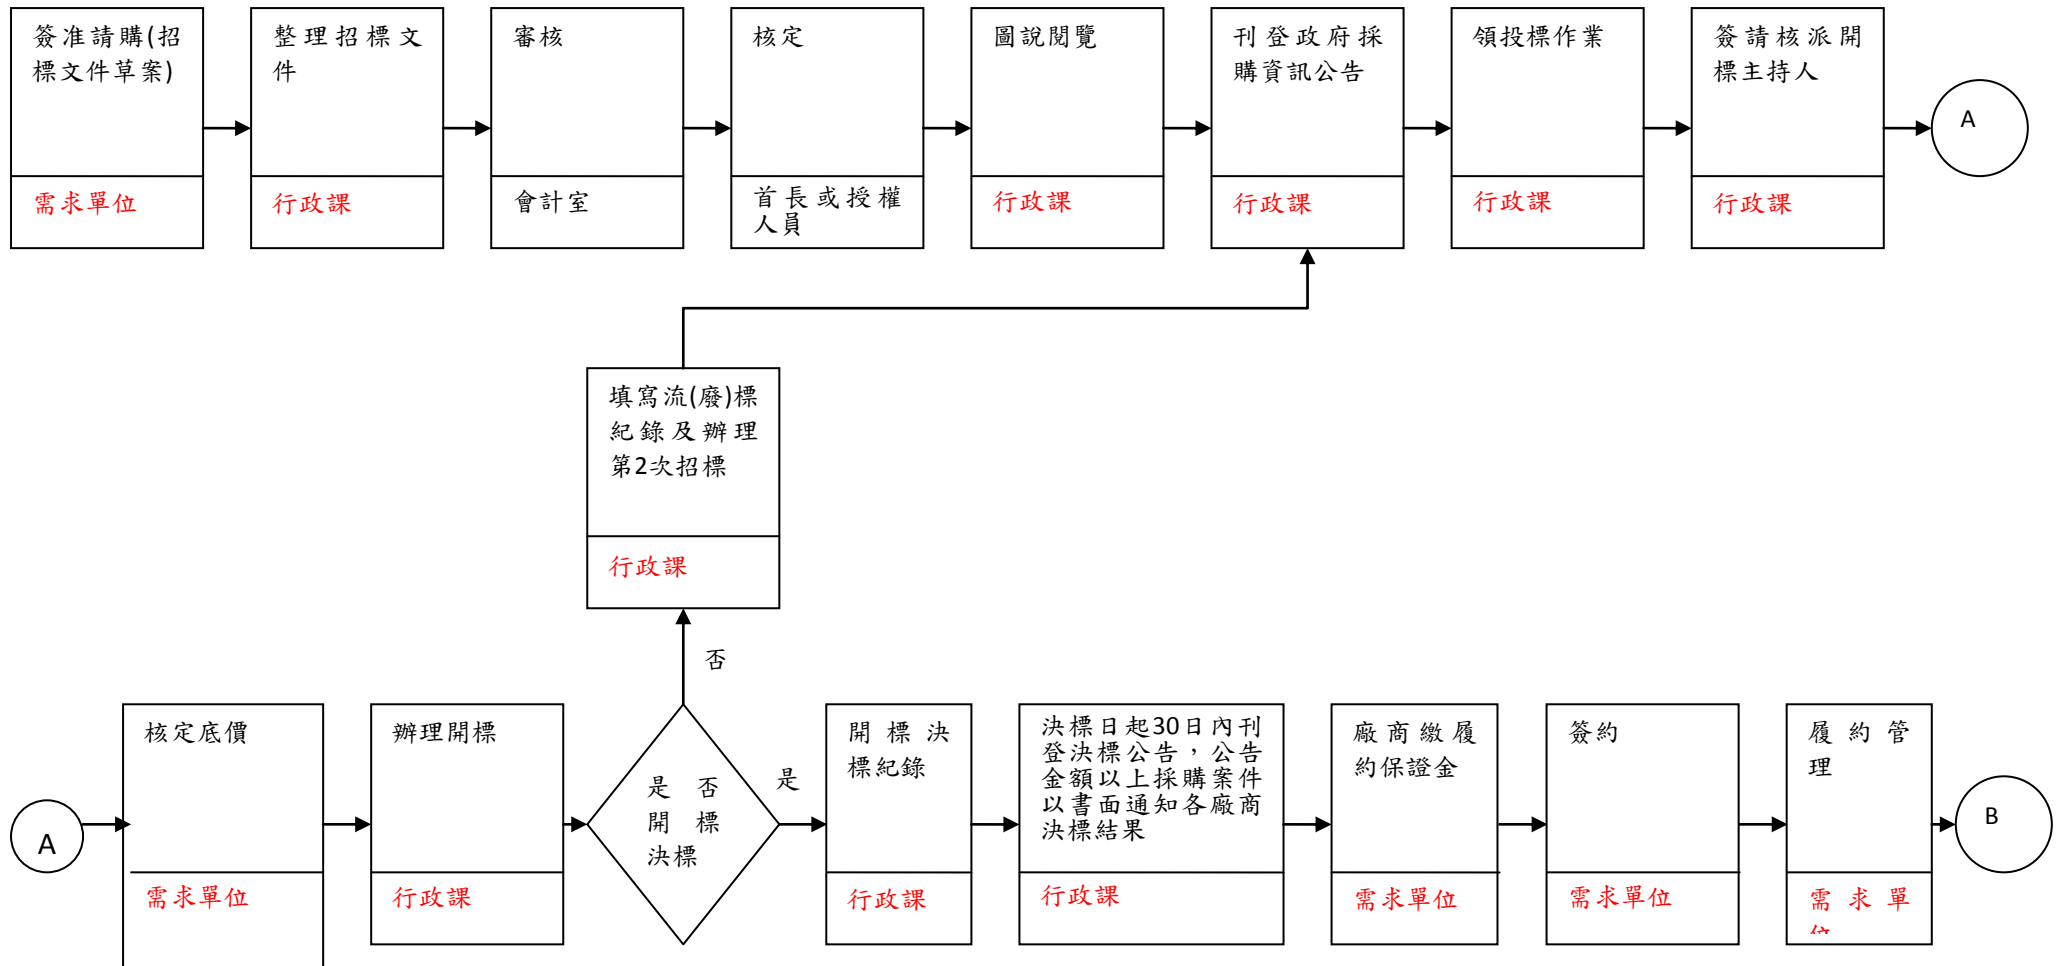 簽准請購(招
標文件草案)
需求單位
整理招標文
件
行政課
審核
會計室
核定
首長或授權
人員
圖說閱覽
行政課
刊登政府採
購資訊公告
行政課
領投標作業
行政課
簽請核派開
標主持人
行政課
A
填寫流(廢)標
紀錄及辦理
第2次招標
行政課
否
A
核定底價
需求單位
辦理開標
行政課
是否
開標
決標
是
開標決
標紀錄
行政課
決標日起30日內刊
登決標公告，公告
金額以上採購案件
以書面通知各廠商
決標結果
行政課
廠商繳履
約保證金
需求單位
簽約
需求單位
履約管
理
需求單
位
B